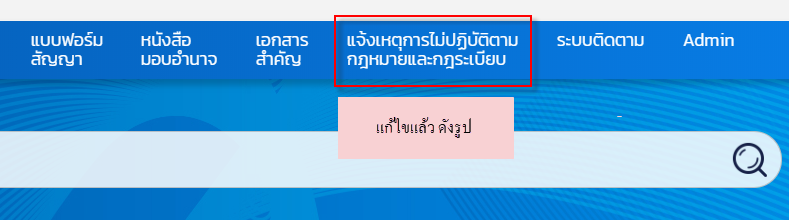 แบบฟอร์ม
สัญญา
หนังสือ
มอบอำนาจ
เอกสาร
สำคัญ
แจ้งเหตุการไม่ปฏิบัติตาม
กฎหมายและกฎระเบียบ
ระบบติดตาม
Admin
แก้ไขแล้ว ดังรูป